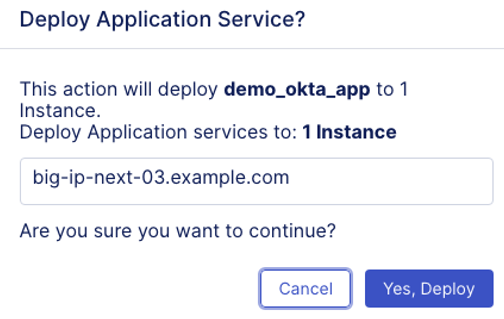 Deploy Application Service?
This action will deploy demo_okta_app to 1
Instance.
Deploy Application services to: 1 Instance
big-ip-next-03.example.com
Are you sure you want to continue?
Cancel
Yes, Deploy